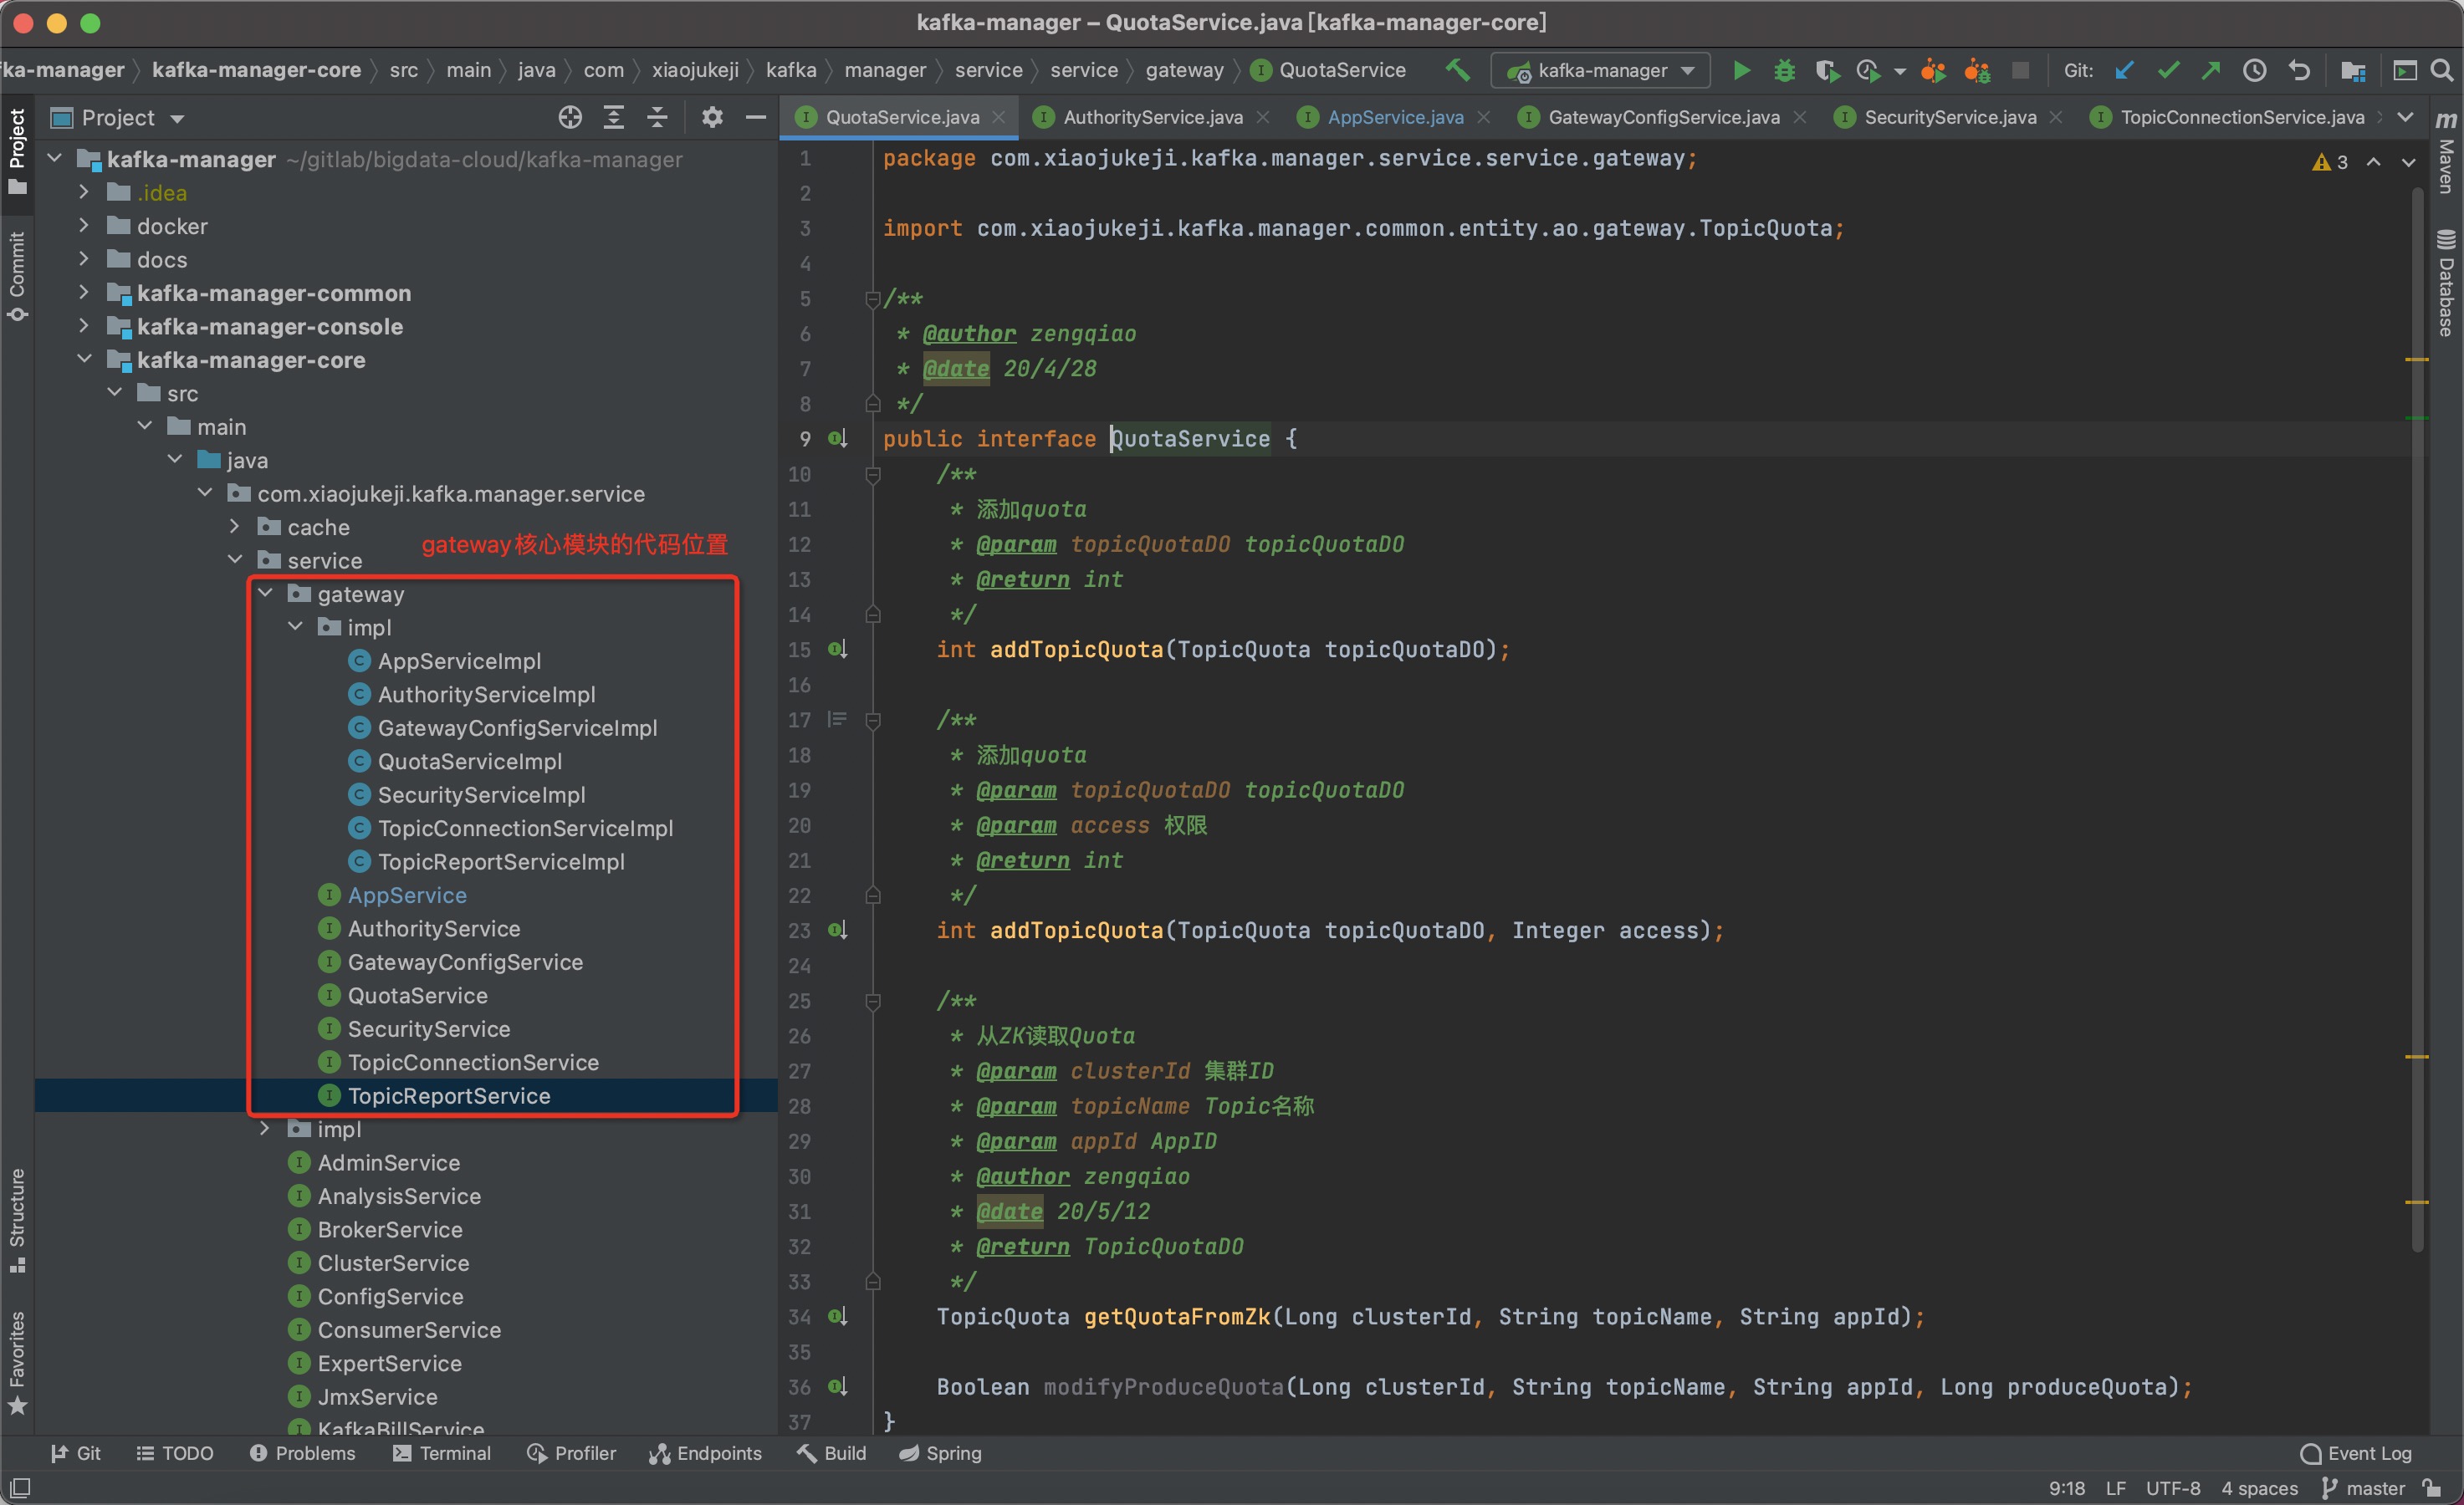 kafka-manager – QuotaService.java [kafka-manager-core]
ka-manager kafka-manager-core src main java com xiaojukeji kafka manager service service gateway QuotaService kafka-manager Git:
Project
QuotaService.java AuthorityService.java AppService.java GatewayConfigService.java SecurityService.java TopicConnectionService.java
Project
Commit
Structure
Favorites
Maven
Database
kafka-manager ~/gitlab/bigdata-cloud/kafka-manager
.idea
docker
docs
kafka-manager-common
kafka-manager-console
kafka-manager-core
src
main
java
com.xiaojukeji.kafka.manager.service
cache
gateway核心模块的代码位置
service
gateway
impl
AppServiceImpl
AuthorityServiceImpl
GatewayConfigServiceImpl
QuotaServiceImpl
SecurityServiceImpl
TopicConnectionServiceImpl
TopicReportServiceImpl
AppService
AuthorityService
GatewayConfigService
QuotaService
SecurityService
TopicConnectionService
TopicReportService
impl
AdminService
AnalysisService
BrokerService
ClusterService
ConfigService
ConsumerService
ExpertService
JmxService
KafkaBillService
3
1 package com.xiaojukeji.kafka.manager.service.service.gateway;
2
3 import com.xiaojukeji.kafka.manager.common.entity.ao.gateway.TopicQuota;
4
5 /**
6 * @author zengqiao
7 * @date 20/4/28
8 */
9 public interface QuotaService {
10 /**
11 * 添加quota
12 * @param topicQuotaDO topicQuotaDO
13 * @return int
14 */
15 int addTopicQuota(TopicQuota topicQuotaDO);
16
17 /**
18 * 添加quota
19 * @param topicQuotaDO topicQuotaDO
20 * @param access 权限
21 * @return int
22 */
23 int addTopicQuota(TopicQuota topicQuotaDO, Integer access);
24
25 /**
26 * 从ZK读取Quota
27 * @param clusterId 集群ID
28 * @param topicName Topic名称
29 * @param appId AppID
30 * @author zengqiao
31 * @date 20/5/12
32 * @return TopicQuotaDO
33 */
34 TopicQuota getQuotaFromZk(Long clusterId, String topicName, String appId);
35
36 Boolean modifyProduceQuota(Long clusterId, String topicName, String appId, Long produceQuota);
37 }
Git TODO Problems Terminal Profiler Endpoints Build Spring Event Log
9:18 LF UTF-8 4 spaces master